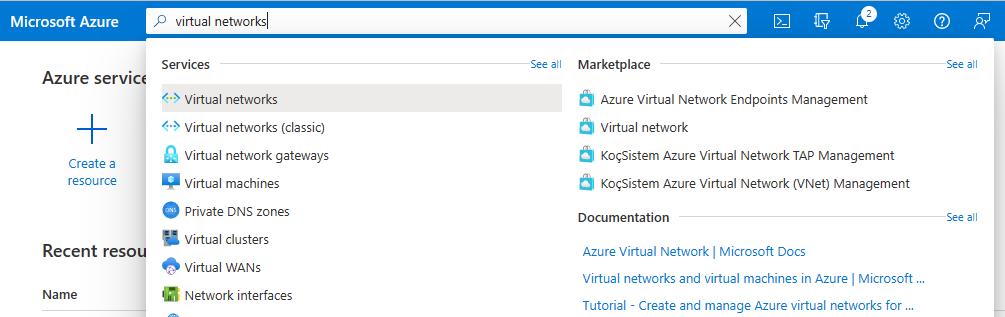 Microsoft Azure
virtual networks
2
Azure service
Create a
resource
Recent resou
Name
Services
See all
Virtual networks
Virtual networks (classic)
Virtual network gateways
Virtual machines
DNS
Private DNS zones
Virtual clusters
Virtual WANs
Network interfaces
Marketplace
See all
Azure Virtual Network Endpoints Management
Virtual network
KoçSistem Azure Virtual Network TAP Management
KoçSistem Azure Virtual Network (VNet) Management
Documentation
See all
Azure Virtual Network | Microsoft Docs
Virtual networks and virtual machines in Azure | Microsoft ...
Tutorial - Create and manage Azure virtual networks for ...